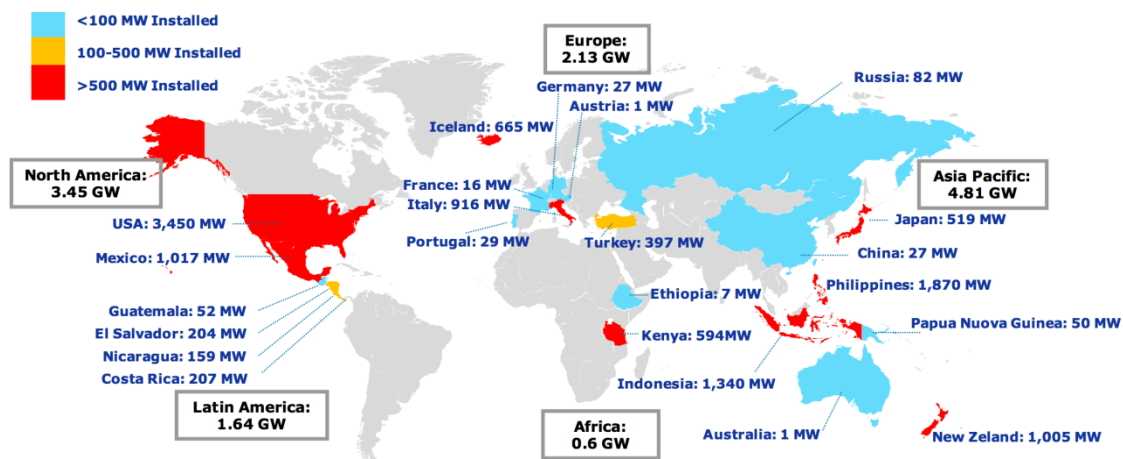 <100 MW Installed
100-500 MW Installed
>500 MW Installed
Europe:
2.13 GW
Germany: 27 MW
Austria: 1 MW
Russia: 82 MW
Iceland: 665 MW
North America:
3.45 GW
France: 16 MW
Italy: 916 MW
Portugal: 29 MW
Turkey: 397 MW
Asia Pacific:
4.81 GW
Japan: 519 MW
China: 27 MW
USA: 3,450 MW
Mexico: 1,017 MW
Philippines: 1,870 MW
Guatemala: 52 MW
El Salvador: 204 MW
Nicaragua: 159 MW
Costa Rica: 207 MW
Ethiopia: 7 MW
Kenya: 594MW
Papua Nuova Guinea: 50 MW
Indonesia: 1,340 MW
Latin America:
1.64 GW
Africa:
0.6 GW
Australia: 1 MW
New Zeland: 1,005 MW